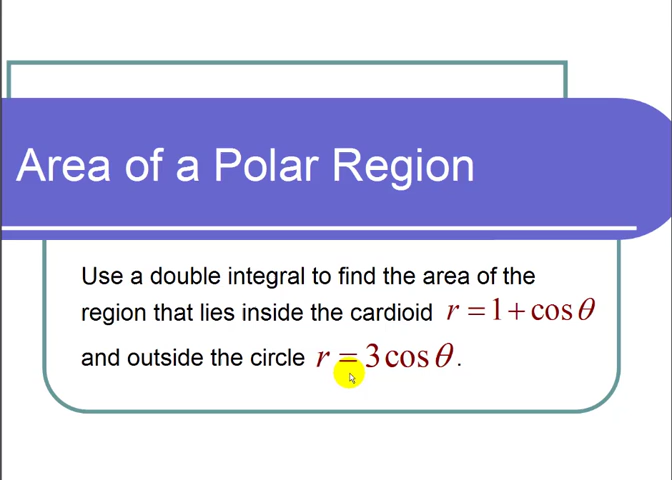 Area of a Polar Region
Use a double integral to find the area of the
region that lies inside the cardioid r = 1 + cos θ
and outside the circle r = 3 cos θ.